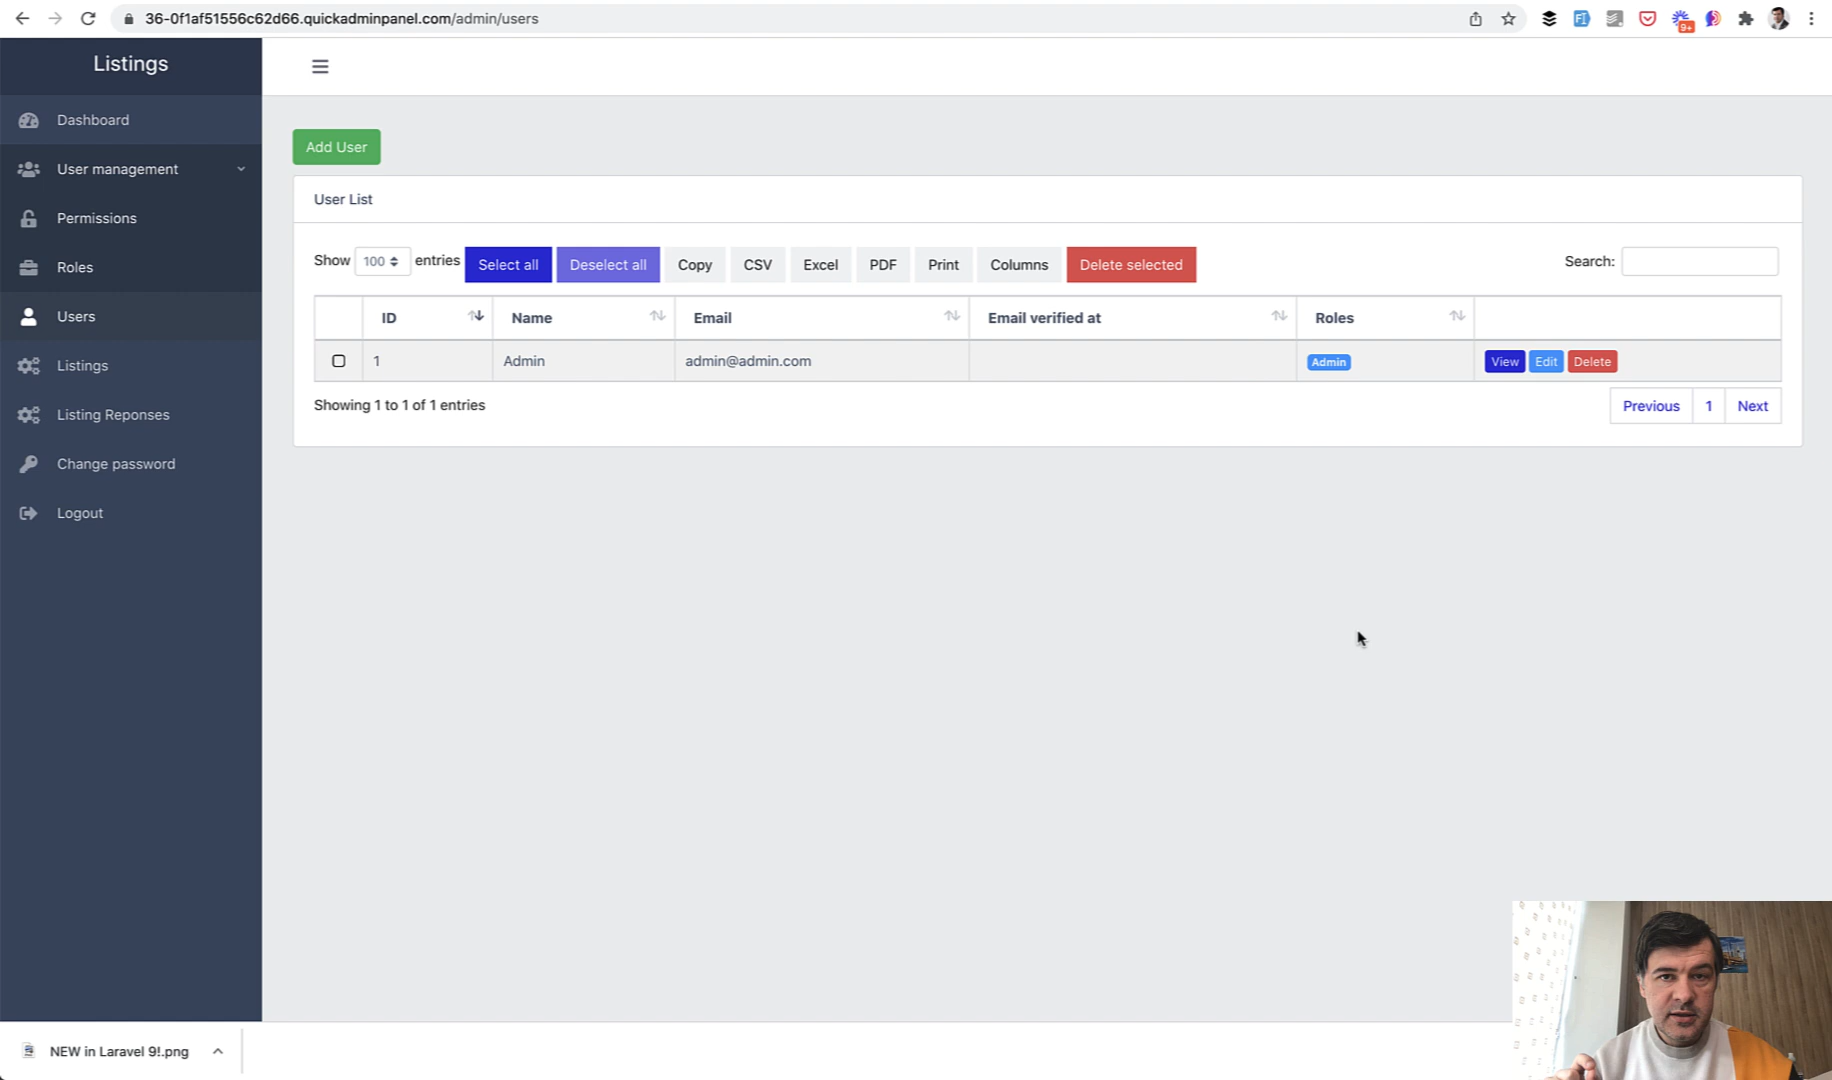 36-0f1af51556c62d66.quickadminpanel.com/admin/users
9+
Listings
Dashboard
User management
Permissions
Roles
Users
Listings
Listing Reponses
Change password
Logout
Add User
User List
Show 100 entries Select all Deselect all Copy CSV Excel PDF Print Columns Delete selected Search:
ID Name Email Email verified at Roles
1 Admin admin@admin.com Admin View Edit Delete
Showing 1 to 1 of 1 entries Previous 1 Next
NEW in Laravel 9!.png